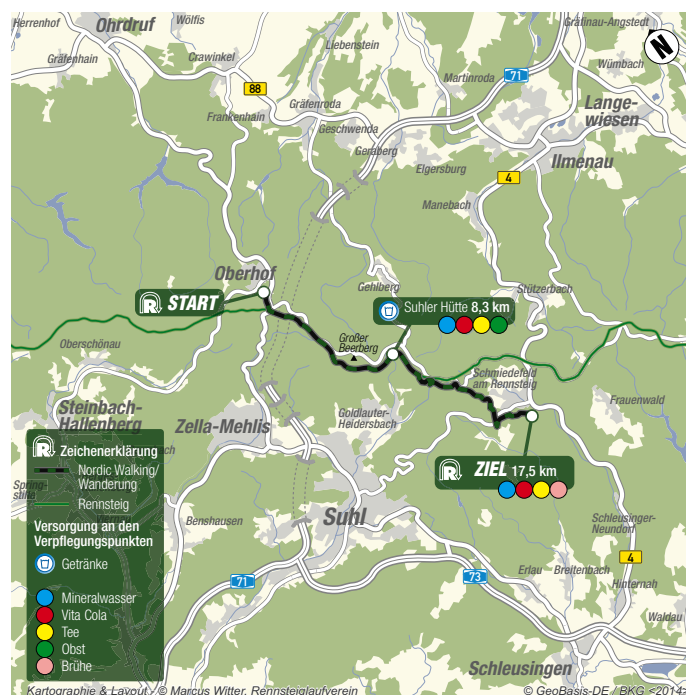 Herrenhof
Ohrdruf
Wölfis
Gräfenhain
Crawinkel
Liebenstein
Gräfinau-Angstedt
N
Wümbach
Martinroda
71
88
Gräfenroda
Frankenhain
Geschwenda
Geraberg
Lange-
wiesen
Elgersburg
Ilmenau
4
Manebach
Oberhof
Gehlberg
Stützerbach
R START
Suhler Hütte 8,3 km
Oberschönau
Großer
Beerberg
Schmiedefeld
am Rennsteig
Frauenwald
Steinbach-
Hallenberg
Zella-Mehlis
Goldlauter-
Heidersbach
R ZIEL 17,5 km
R Zeichenerklärung
Nordic Walking/
Wanderung
Rennsteig
Versorgung an den
Verpflegungspunkten
Getränke
Mineralwasser
Vita Cola
Tee
Obst
Brühe
Spring-
stille
Benshausen
Suhl
Schleusinger-
Neundorf
4
71
73
Erlau
Breitenbach
Hinternah
Waldau
Schleusingen
Kartographie & Layout / © Marcus Witter, Rennsteiglaufverein
© GeoBasis-DE / BKG <2014